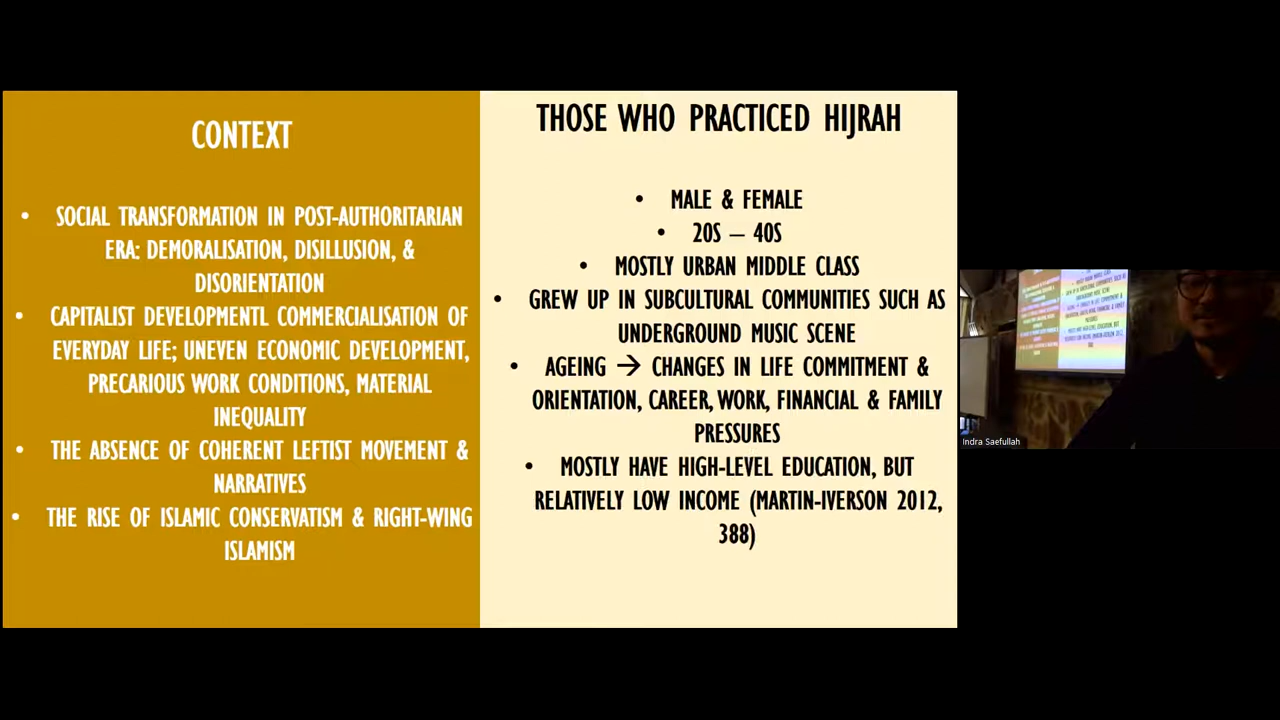 CONTEXT
• SOCIAL TRANSFORMATION IN POST-AUTHORITARIAN
ERA: DEMORALISATION, DISILLUSION, &
DISORIENTATION
• CAPITALIST DEVELOPMENTL COMMERCIALISATION OF
EVERYDAY LIFE; UNEVEN ECONOMIC DEVELOPMENT,
PRECARIOUS WORK CONDITIONS, MATERIAL
INEQUALITY
• THE ABSENCE OF COHERENT LEFTIST MOVEMENT &
NARRATIVES
• THE RISE OF ISLAMIC CONSERVATISM & RIGHT-WING
ISLAMISM
THOSE WHO PRACTICED HIJRAH
• MALE & FEMALE
• 20S – 40S
• MOSTLY URBAN MIDDLE CLASS
• GREW UP IN SUBCULTURAL COMMUNITIES SUCH AS
UNDERGROUND MUSIC SCENE
• AGEING → CHANGES IN LIFE COMMITMENT &
ORIENTATION, CAREER, WORK, FINANCIAL & FAMILY
PRESSURES
• MOSTLY HAVE HIGH-LEVEL EDUCATION, BUT
RELATIVELY LOW INCOME (MARTIN-IVERSON 2012,
388)
Indra Saefullah